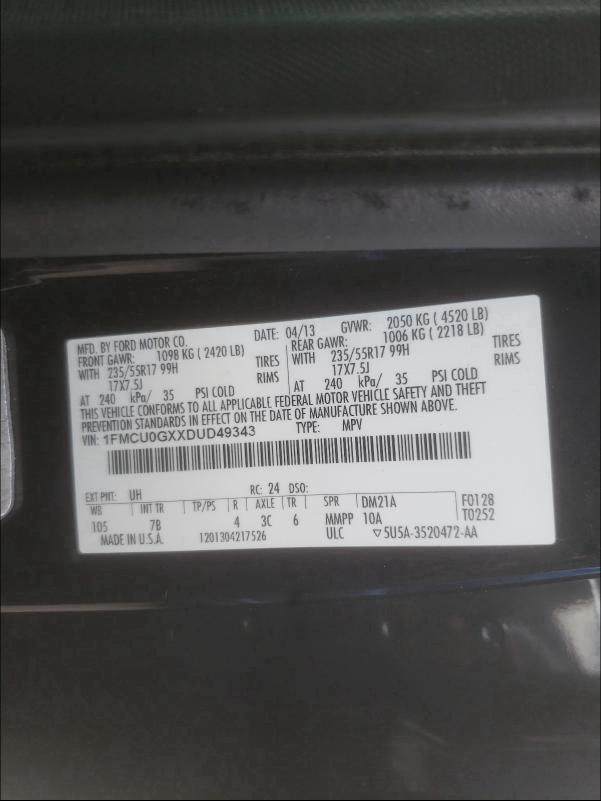 MFD. BY FORD MOTOR CO. DATE: 04/13 GVWR: 2050 KG ( 4520 LB)
FRONT GAWR: 1098 KG ( 2420 LB) REAR GAWR: 1006 KG ( 2218 LB)
WITH 235/55R17 99H TIRES WITH 235/55R17 99H TIRES
17X7.5J RIMS 17X7.5J RIMS
AT 240 kPa/ 35 PSI COLD AT 240 kPa/ 35 PSI COLD
THIS VEHICLE CONFORMS TO ALL APPLICABLE FEDERAL MOTOR VEHICLE SAFETY AND THEFT
PREVENTION STANDARDS IN EFFECT ON THE DATE OF MANUFACTURE SHOWN ABOVE.
VIN: 1FMCU0GXXDUD49343 TYPE: MPV
EXT PNT: UH RC: 24 DSO:
WB INT TR TP/PS R AXLE TR SPR DM21A F0128
105 7B 4 3C 6 MMPP 10A T0252
MADE IN U.S.A. 1201304217526 ULC ▽5U5A-3520472-AA